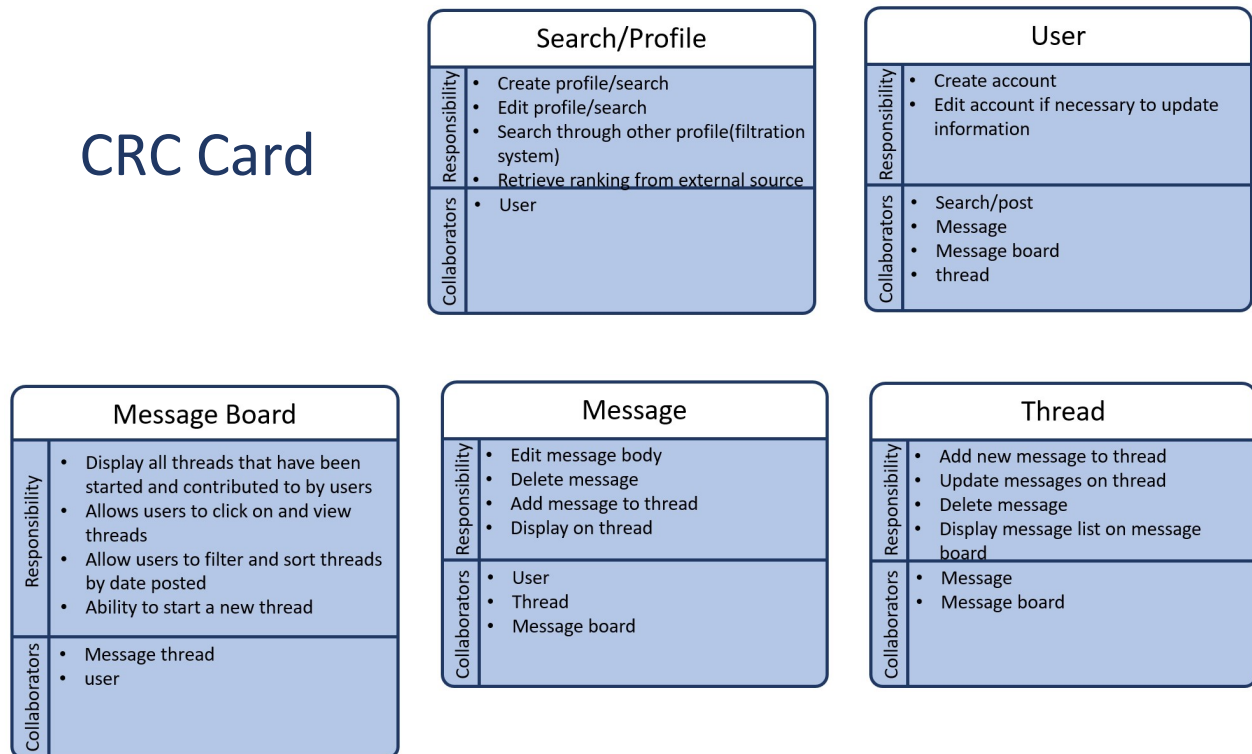 CRC Card
Search/Profile
Responsibility
• Create profile/search
• Edit profile/search
• Search through other profile(filtration
system)
• Retrieve ranking from external source
Collaborators
• User
User
Responsibility
• Create account
• Edit account if necessary to update
information
Collaborators
• Search/post
• Message
• Message board
• thread
Message Board
Responsibility
• Display all threads that have been
started and contributed to by users
• Allows users to click on and view
threads
• Allow users to filter and sort threads
by date posted
• Ability to start a new thread
Collaborators
• Message thread
• user
Message
Responsibility
• Edit message body
• Delete message
• Add message to thread
• Display on thread
Collaborators
• User
• Thread
• Message board
Thread
Responsibility
• Add new message to thread
• Update messages on thread
• Delete message
• Display message list on message
board
Collaborators
• Message
• Message board